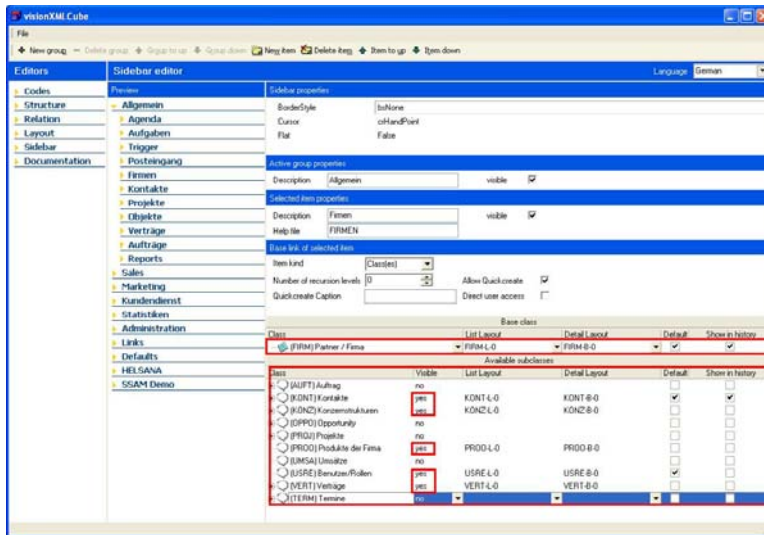 visionXMLCube
File
New group Delete group Group to up Group down New item Delete item Item to up Item down
Editors Sidebar editor Language German
Codes
Structure
Relation
Layout
Sidebar
Documentation
Preview
Allgemein
Agenda
Aufgaben
Trigger
Posteingang
Firmen
Kontakte
Projekte
Objekte
Verträge
Aufträge
Reports
Sales
Marketing
Kundendienst
Statistiken
Administration
Links
Defaults
HELSANA
SSAM Demo
Sidebar properties
BorderStyle bsNone
Cursor crHandPoint
Flat False
Active group properties
Description Allgemein visible
Selected item properties
Description Firmen visible
Help file FIRMEN
Base link of selected item
Item kind Class(es)
Number of recursion levels 0 Allow Quickcreate
Quickcreate Caption Direct user access
Base class
Class List Layout Detail Layout Default Show in history
(FIRM) Partner / Firma FIRM-L-0 FIRM-B-0
Available subclasses
Class Visible List Layout Detail Layout Default Show in history
(AUFT) Auftrag no
(KONT) Kontakte yes KONT-L-0 KONT-B-0
(KONZ) Konzernstrukturen yes KONZ-L-0 KONZ-B-0
(OPPO) Opportunity no
(PROJ) Projekte no
(PROO) Produkte der Firma yes PROO-L-0 PROO-B-0
(UMSA) Umsätze no
(USRE) Benutzer/Rollen yes USRE-L-0 USRE-B-0
(VERT) Verträge yes VERT-L-0 VERT-B-0
(TERM) Termine no